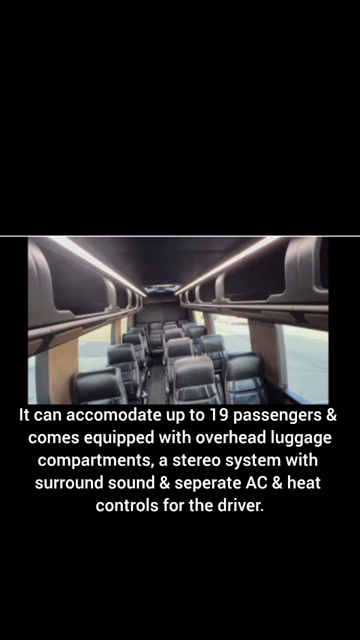 It can accomodate up to 19 passengers &
comes equipped with overhead luggage
compartments, a stereo system with
surround sound & seperate AC & heat
controls for the driver.